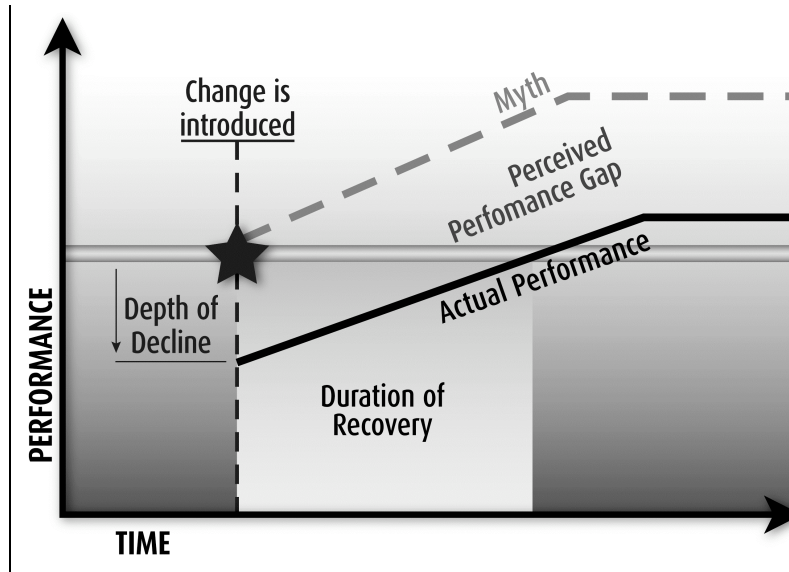 Change is
introduced
Myth
Perceived
Perfomance Gap
Actual Performance
Depth of
Decline
Duration of
Recovery
PERFORMANCE
TIME